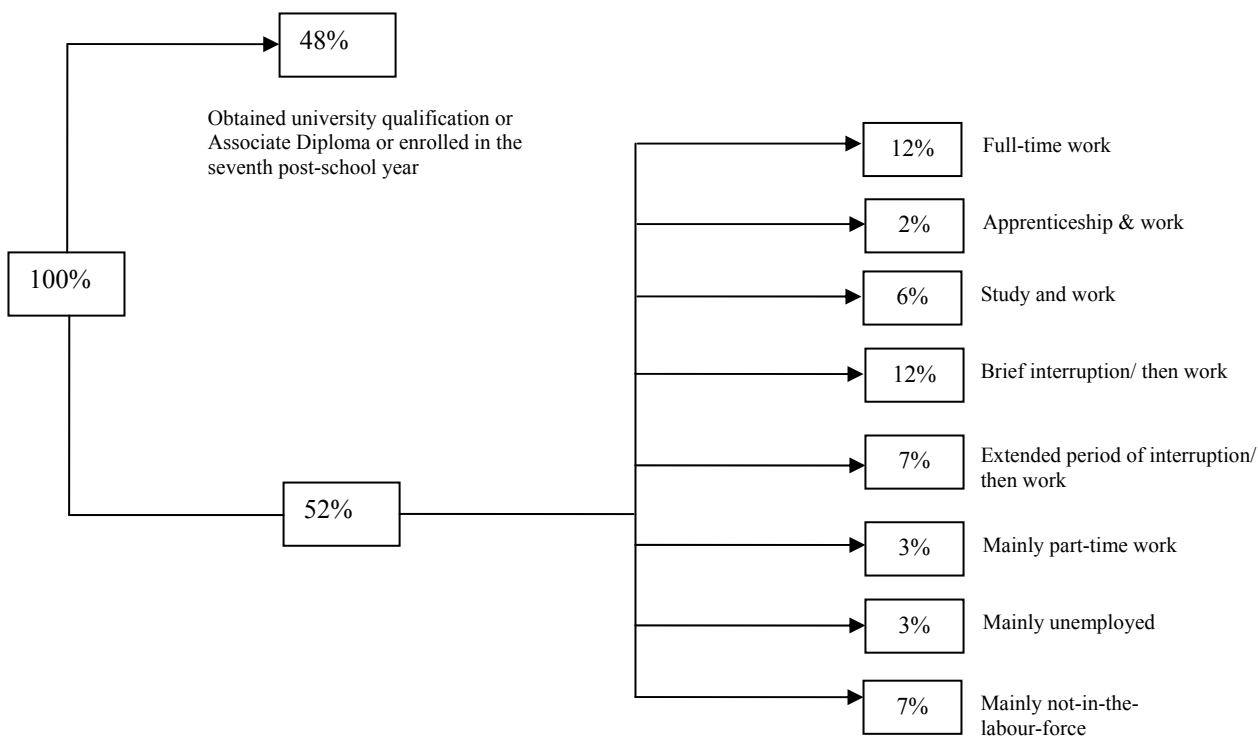 48%
Obtained university qualification or
Associate Diploma or enrolled in the
seventh post-school year
100%
52%
12%
Full-time work
2%
Apprenticeship & work
6%
Study and work
12%
Brief interruption/ then work
7%
Extended period of interruption/
then work
3%
Mainly part-time work
3%
Mainly unemployed
7%
Mainly not-in-the-
labour-force